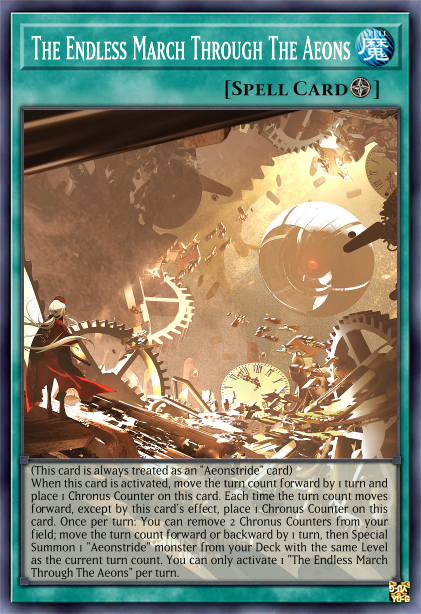 The Endless March Through The Aeons
SPELL
魔
[Spell Card]
(This card is always treated as an "Aeonstride" card)
When this card is activated, move the turn count forward by 1 turn and
place 1 Chronus Counter on this card. Each time the turn count moves
forward, except by this card's effect, place 1 Chronus Counter on this
card. Once per turn: You can remove 2 Chronus Counters from your
field; move the turn count forward or backward by 1 turn, then Special
Summon 1 "Aeonstride" monster from your Deck with the same Level
as the current turn count. You can only activate 1 "The Endless March
Through The Aeons" per turn.